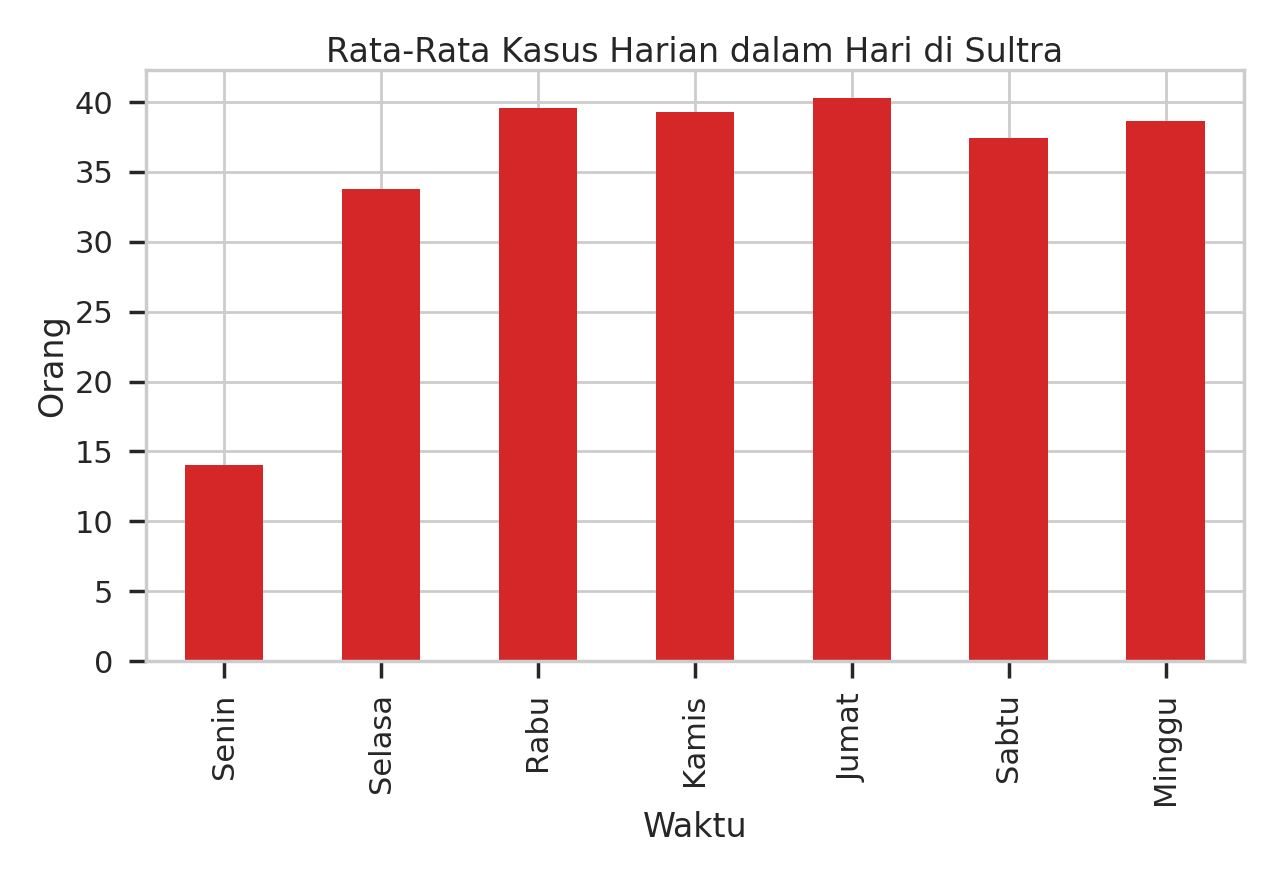 Rata-Rata Kasus Harian dalam Hari di Sultra
Orang
40
35
30
25
20
15
10
5
0
Senin
Selasa
Rabu
Kamis
Jumat
Sabtu
Minggu
Waktu